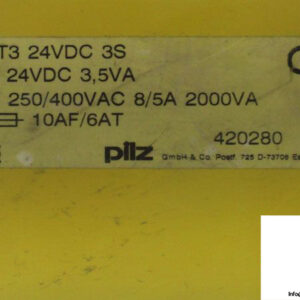 T3 24VDC 3S
24VDC 3,5VA
250/400VAC 8/5A 2000VA
10AF/6AT
420280
pilz GmbH & Co. Postf. 725 D-73706